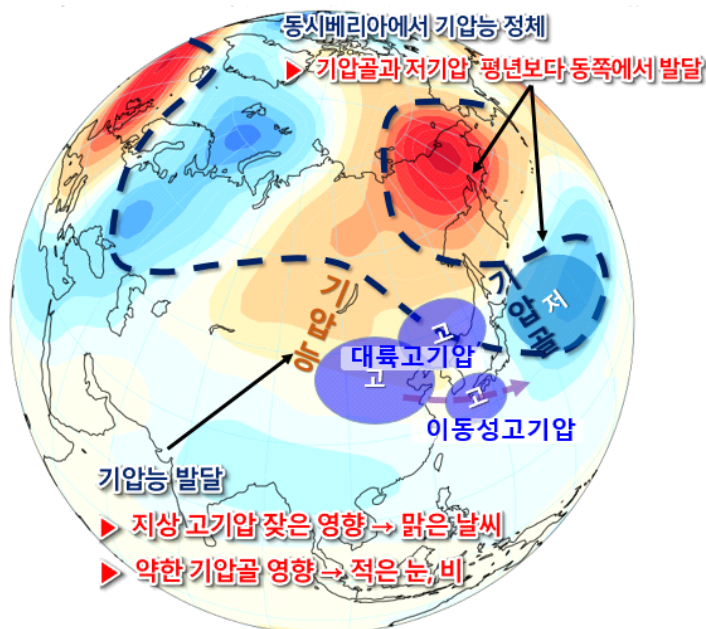 동시베리아에서 기압능 정체
▶ 기압골과 저기압 평년보다 동쪽에서 발달
기압골
저
기압능
고
대륙고기압
고
고
이동성고기압
기압능 발달
▶ 지상 고기압 잦은 영향 → 맑은 날씨
▶ 약한 기압골 영향 → 적은 눈, 비